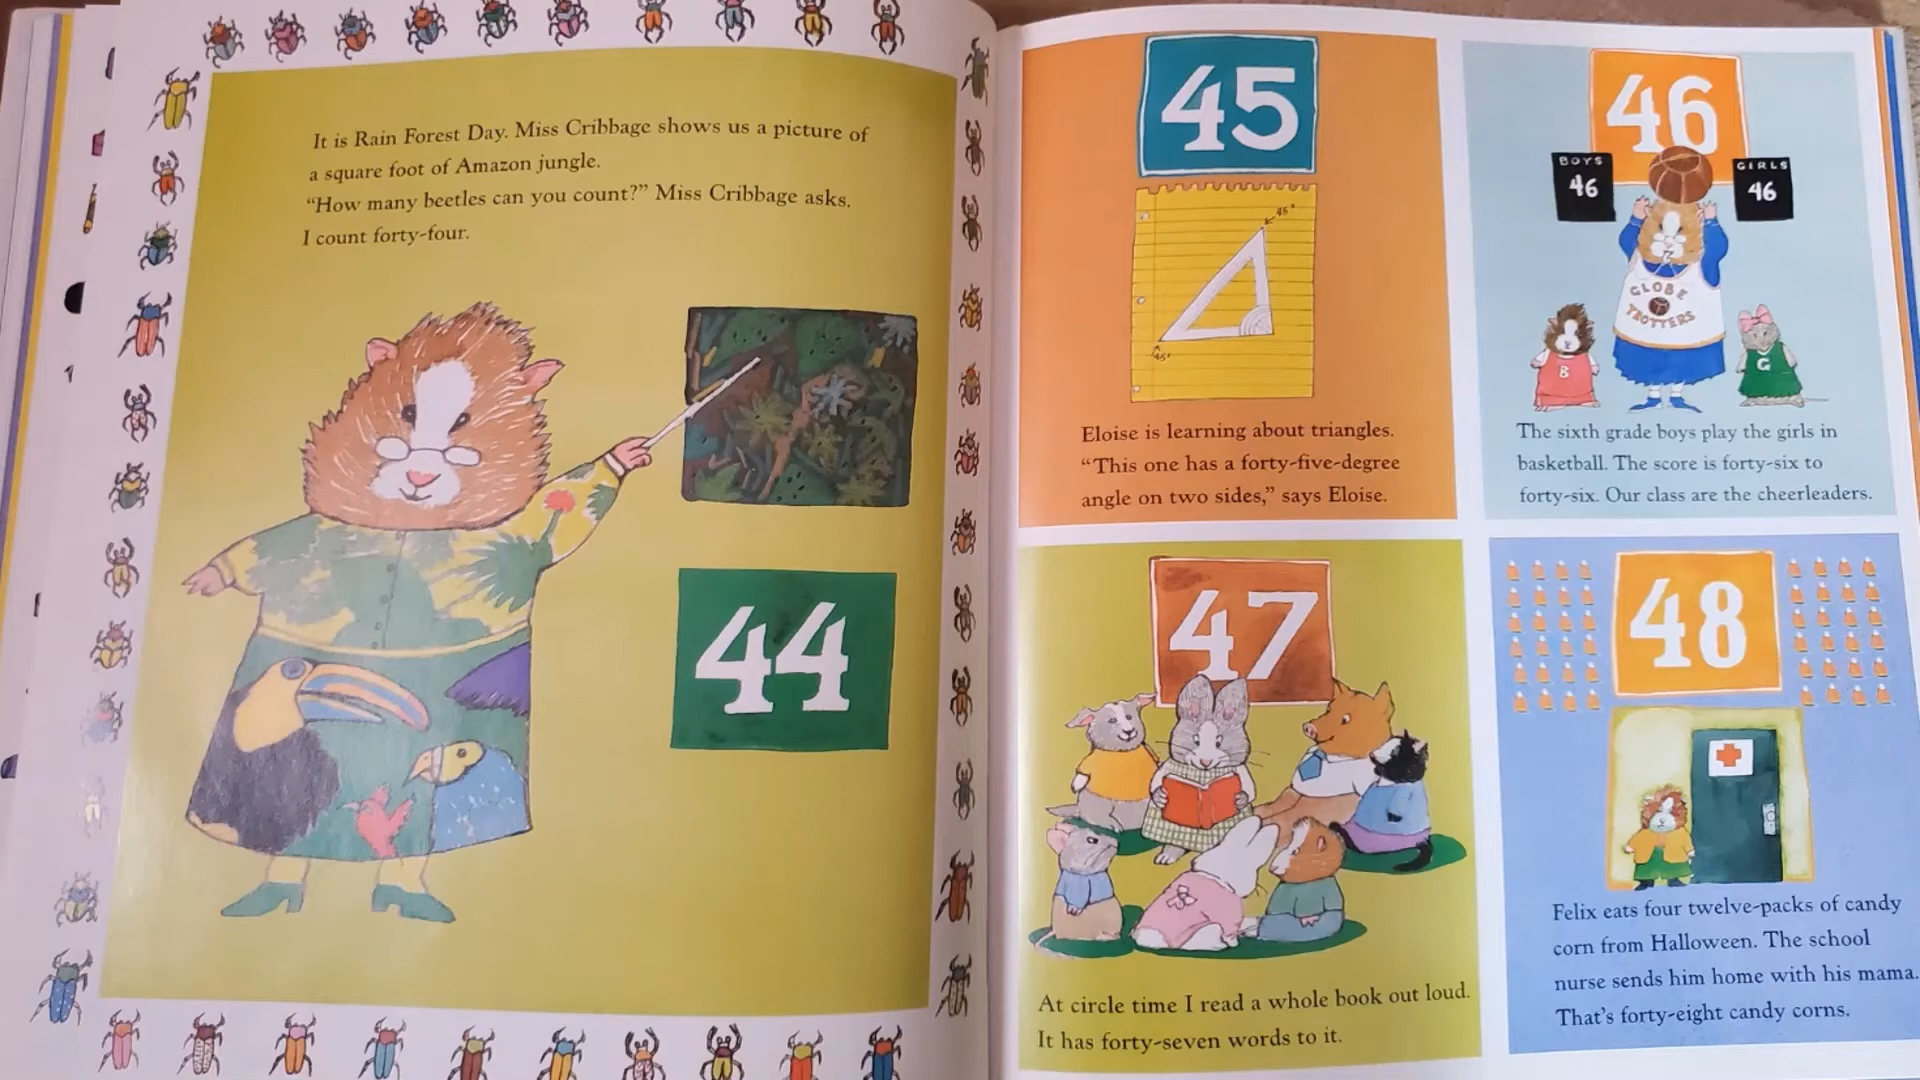 It is Rain Forest Day. Miss Cribbage shows us a picture of
a square foot of Amazon jungle.
“How many beetles can you count?” Miss Cribbage asks.
I count forty-four.
44
45
45°
45°
Eloise is learning about triangles.
“This one has a forty-five-degree
angle on two sides,” says Eloise.
46
BOYS
46
GIRLS
46
GLOBE
TROTTERS
B
G
The sixth grade boys play the girls in
basketball. The score is forty-six to
forty-six. Our class are the cheerleaders.
47
At circle time I read a whole book out loud.
It has forty-seven words to it.
48
Felix eats four twelve-packs of candy
corn from Halloween. The school
nurse sends him home with his mama.
That’s forty-eight candy corns.